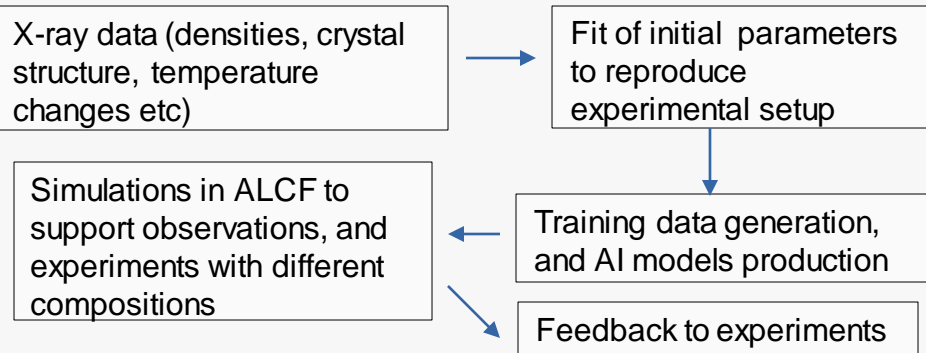 X-ray data (densities, crystal
structure, temperature
changes etc)
Fit of initial parameters
to reproduce
experimental setup
Training data generation,
and AI models production
Simulations in ALCF to
support observations, and
experiments with different
compositions
Feedback to experiments